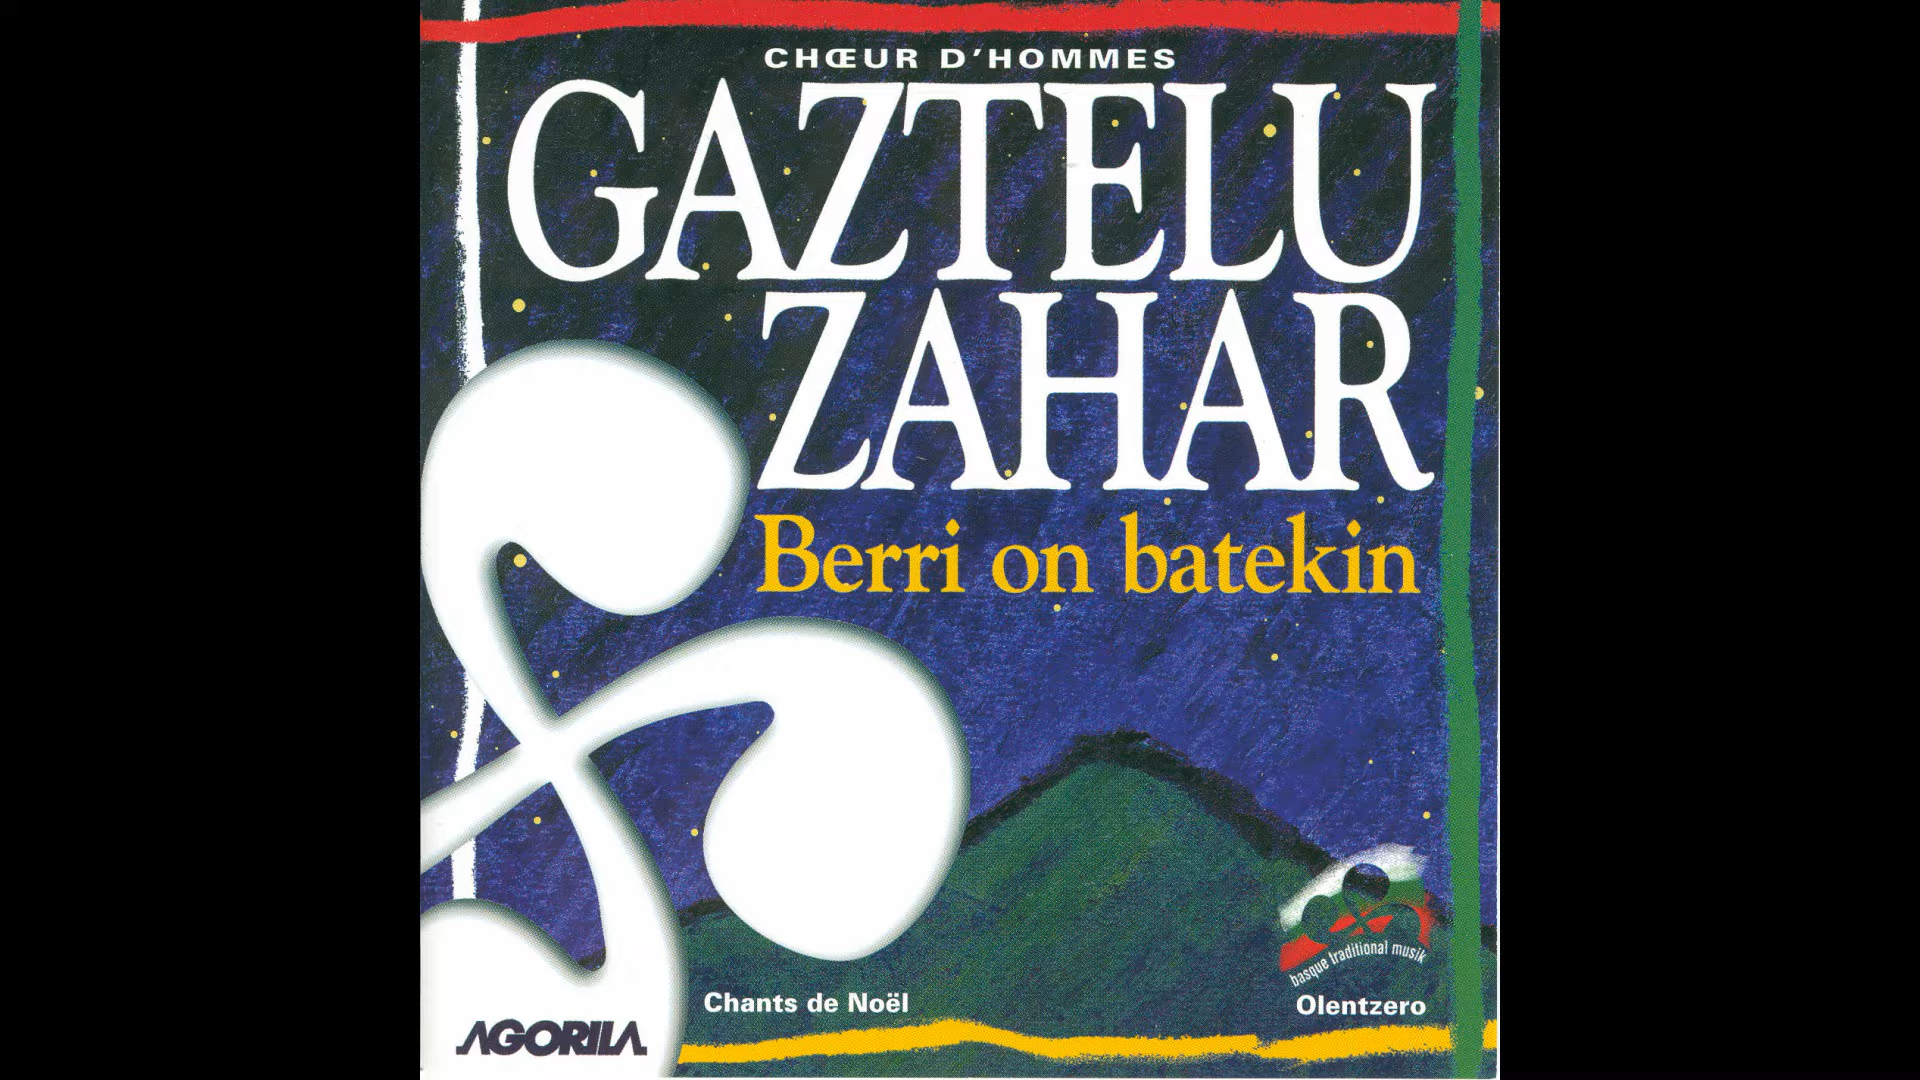 CHŒUR D'HOMMES
GAZTELU
ZAHAR
Berri on batekin
basque traditional musik
Chants de Noël
Olentzero
AGORILA